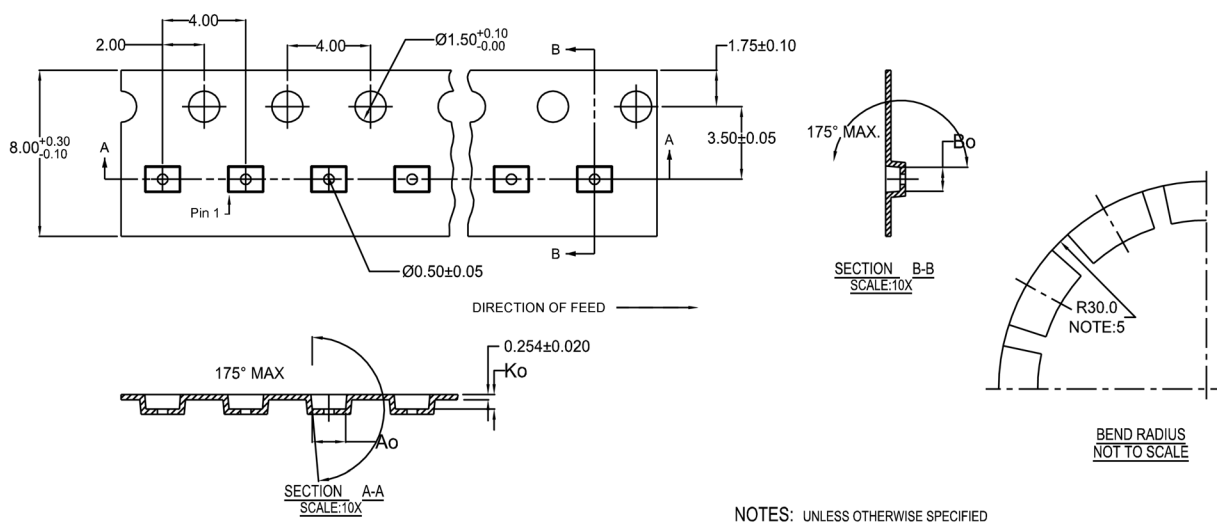 4.00
2.00
4.00
Ø1.50+0.10 -0.00
B
1.75±0.10
8.00+0.30 -0.10
A
A
3.50±0.05
Pin 1
B
Ø0.50±0.05
DIRECTION OF FEED
175° MAX.
Bo
SECTION B-B
SCALE:10X
R30.0
NOTE:5
0.254±0.020
175° MAX
Ko
Ao
SECTION A-A
SCALE:10X
BEND RADIUS
NOT TO SCALE
NOTES: UNLESS OTHERWISE SPECIFIED